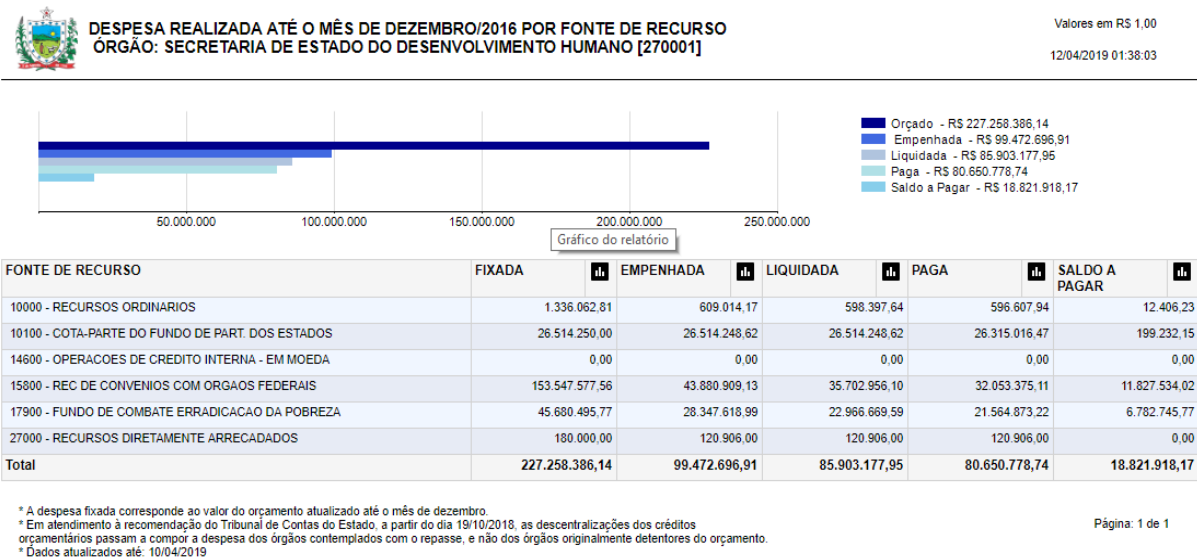 DESPESA REALIZADA ATÉ O MÊS DE DEZEMBRO/2016 POR FONTE DE RECURSO
ÓRGÃO: SECRETARIA DE ESTADO DO DESENVOLVIMENTO HUMANO [270001]
Valores em R$ 1,00
12/04/2019 01:38:03
Orçado - R$ 227.258.386,14
Empenhada - R$ 99.472.696,91
Liquidada - R$ 85.903.177,95
Paga - R$ 80.650.778,74
Saldo a Pagar - R$ 18.821.918,17
50.000.000 100.000.000 150.000.000 200.000.000 250.000.000
Gráfico do relatório
FONTE DE RECURSO FIXADA EMPENHADA LIQUIDADA PAGA SALDO A PAGAR
10000 - RECURSOS ORDINARIOS 1.336.062,81 609.014,17 598.397,64 596.607,94 12.406,23
10100 - COTA-PARTE DO FUNDO DE PART. DOS ESTADOS 26.514.250,00 26.514.248,62 26.514.248,62 26.315.016,47 199.232,15
14600 - OPERACOES DE CREDITO INTERNA - EM MOEDA 0,00 0,00 0,00 0,00 0,00
15800 - REC DE CONVENIOS COM ORGAOS FEDERAIS 153.547.577,56 43.880.909,13 35.702.956,10 32.053.375,11 11.827.534,02
17900 - FUNDO DE COMBATE ERRADICACAO DA POBREZA 45.680.495,77 28.347.618,99 22.966.669,59 21.564.873,22 6.782.745,77
27000 - RECURSOS DIRETAMENTE ARRECADADOS 180.000,00 120.906,00 120.906,00 120.906,00 0,00
Total 227.258.386,14 99.472.696,91 85.903.177,95 80.650.778,74 18.821.918,17
* A despesa fixada corresponde ao valor do orçamento atualizado até o mês de dezembro.
* Em atendimento à recomendação do Tribunal de Contas do Estado, a partir do dia 19/10/2018, as descentralizações dos créditos
orçamentários passam a compor a despesa dos órgãos contemplados com o repasse, e não dos órgãos originalmente detentores do orçamento.
* Dados atualizados até: 10/04/2019
Página: 1 de 1